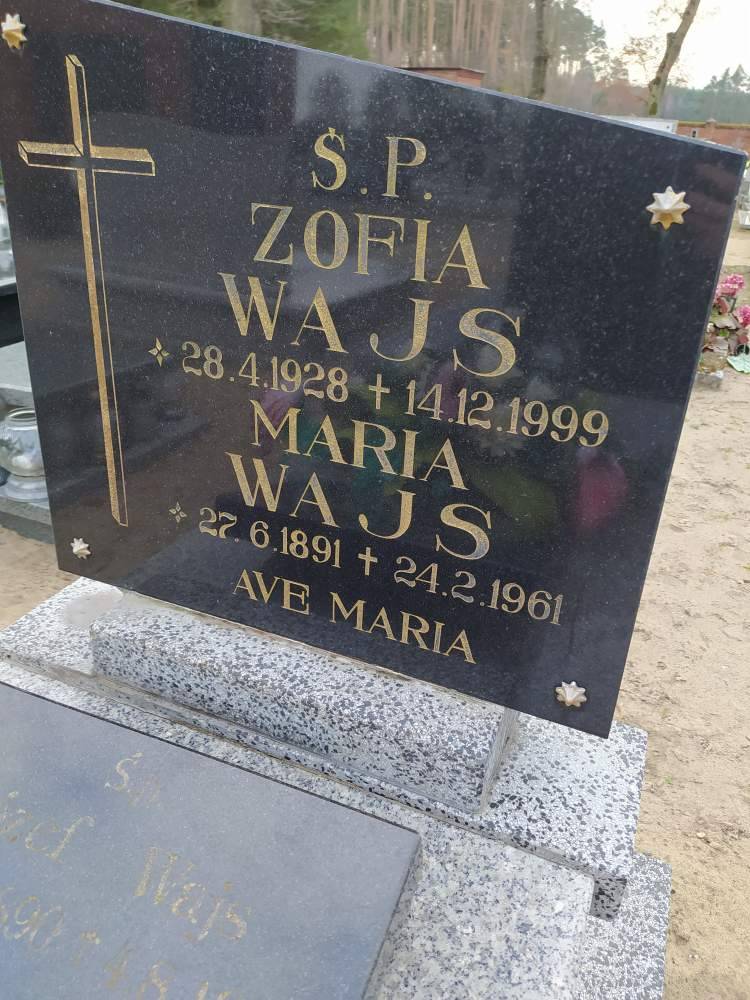 Ś.P.
ZOFIA
WAJS
28.4.1928 † 14.12.1999
MARIA
WAJS
27.6.1891 † 24.2.1961
AVE MARIA
Ś.p.
Wajs